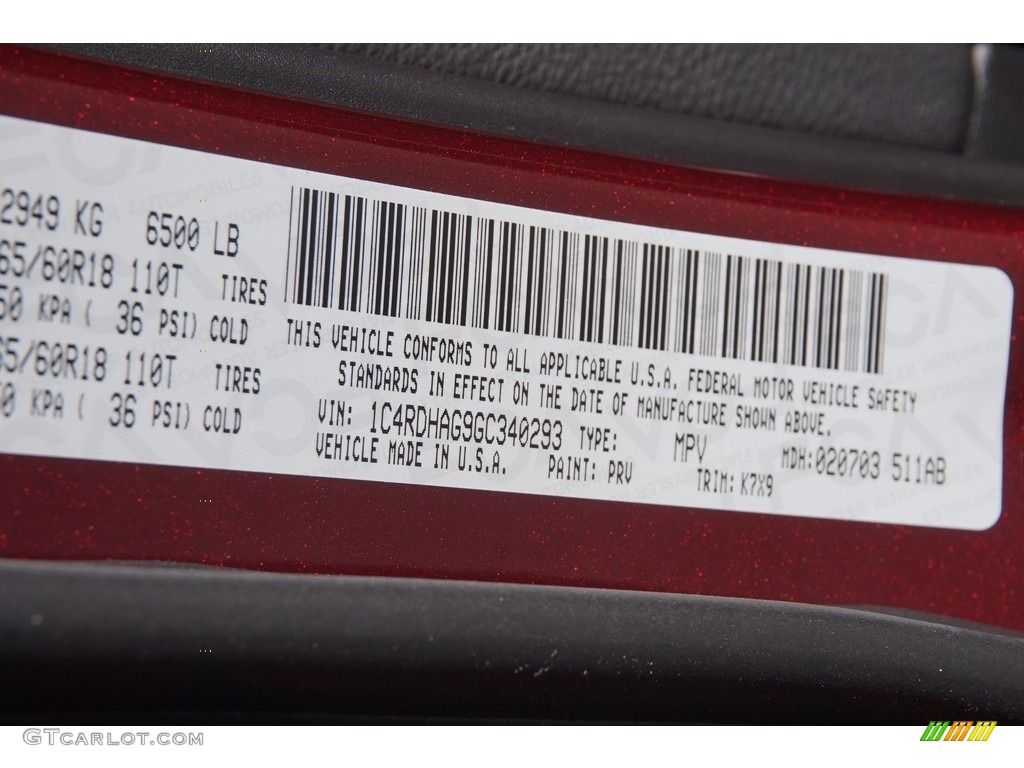 2949 KG 6500 LB
65/60R18 110T TIRES
50 KPA ( 36 PSI) COLD
65/60R18 110T TIRES
50 KPA ( 36 PSI) COLD
THIS VEHICLE CONFORMS TO ALL APPLICABLE U.S.A. FEDERAL MOTOR VEHICLE SAFETY
STANDARDS IN EFFECT ON THE DATE OF MANUFACTURE SHOWN ABOVE.
VIN: 1C4RDHAG9GC340293 TYPE: MPV MDH:020703 511AB
VEHICLE MADE IN U.S.A. PAINT: PRV TRIM: K7X9
GTCARLOT.COM